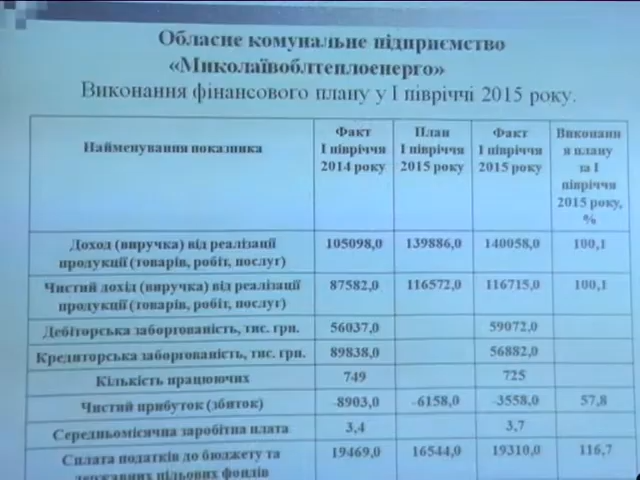 Обласне комунальне підприємство
«Миколаївоблтеплоенерго»
Виконання фінансового плану у І півріччі 2015 року.
Найменування показника
Факт
І півріччя
2014 року
План
І півріччя
2015 року
Факт
І півріччя
2015 року
Виконанн
я плану
за І
півріччя
2015 року,
%
Доход (виручка) від реалізації
продукції (товарів, робіт, послуг)
105098,0 139886,0 140058,0 100,1
Чистий дохід (виручка) від реалізації
продукції (товарів, робіт, послуг)
87582,0 116572,0 116715,0 100,1
Дебіторська заборгованість, тис. грн. 56037,0 59072,0
Кредиторська заборгованість, тис. грн. 89838,0 56882,0
Кількість працюючих 749 725
Чистий прибуток (збиток) -8903,0 -6158,0 -3558,0 57,8
Середньомісячна заробітна плата 3,4 3,7
Сплата податків до бюджету та
державних цільових фондів
19469,0 16544,0 19310,0 116,7